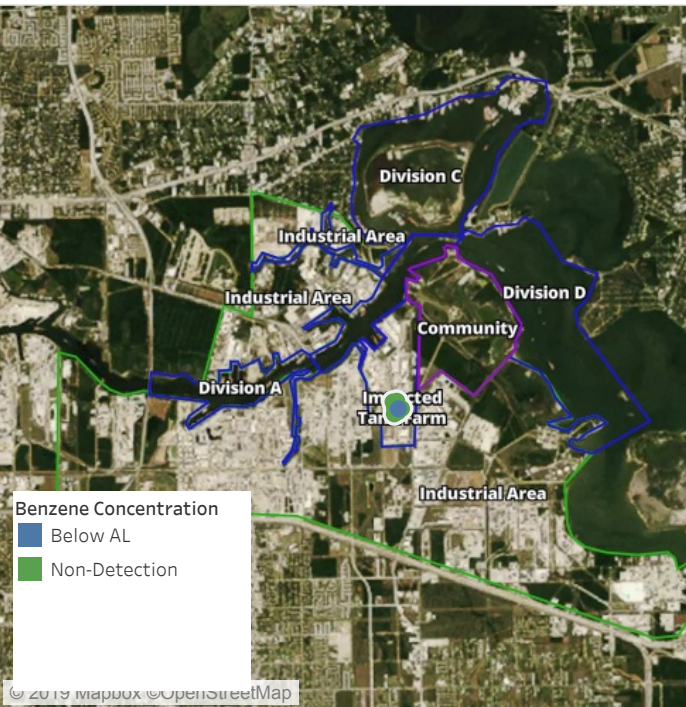 Division C
Industrial Area
Division D
Industrial Area
Community
Division A
Impacted
Tank Farm
Industrial Area
Benzene Concentration
Below AL
Non-Detection
© 2019 Mapbox ©OpenStreetMap